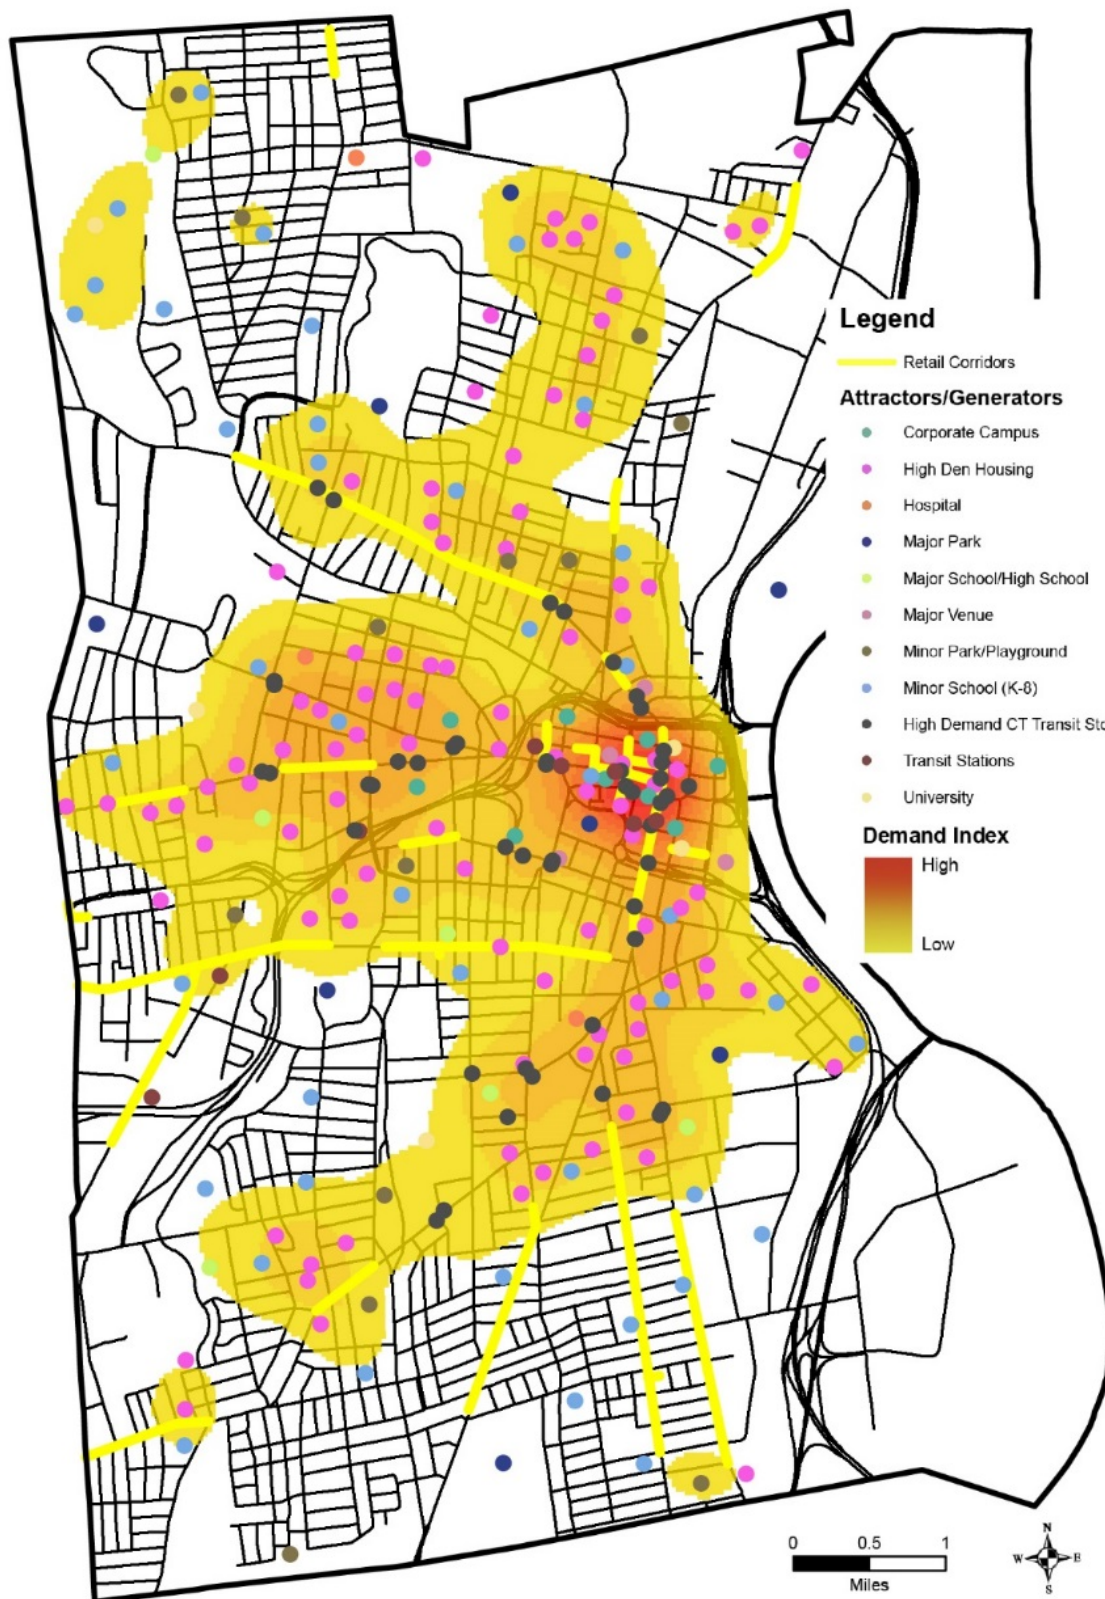 Legend
Retail Corridors
Attractors/Generators
Corporate Campus
High Den Housing
Hospital
Major Park
Major School/High School
Major Venue
Minor Park/Playground
Minor School (K-8)
High Demand CT Transit Sto
Transit Stations
University
Demand Index
High
Low
0 0.5 1
Miles
N
W E
S